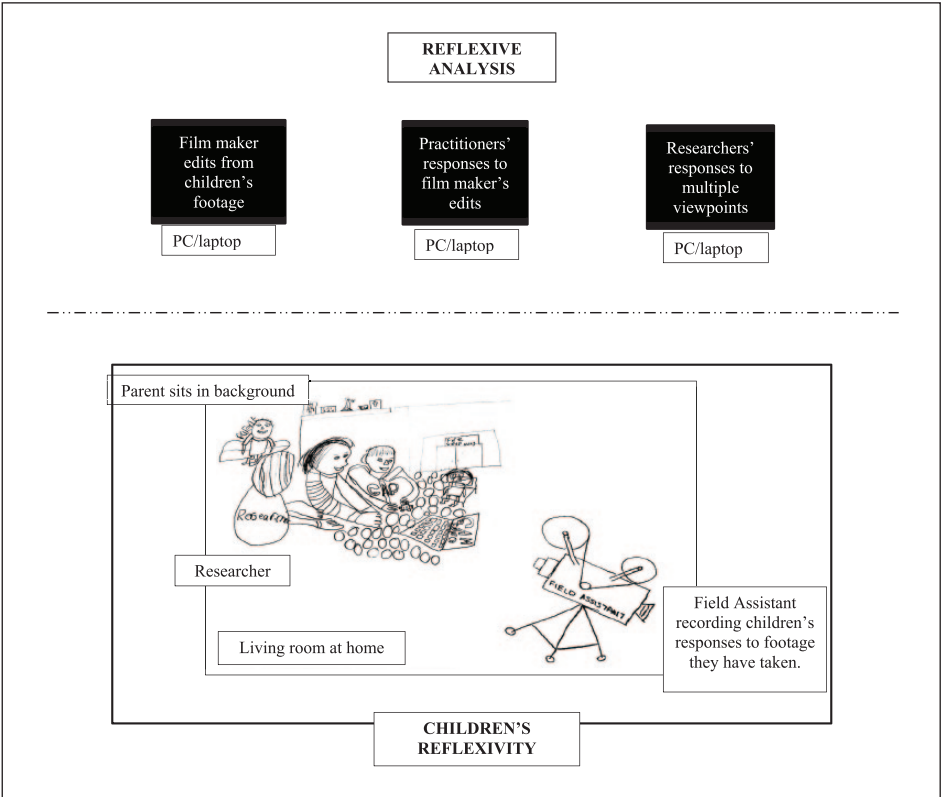 REFLEXIVE
ANALYSIS
Film maker
edits from
children’s
footage
PC/laptop
Practitioners’
responses to
film maker’s
edits
PC/laptop
Researchers’
responses to
multiple
viewpoints
PC/laptop
Parent sits in background
GAP
GAME
FIELD ASSISTANT
Researcher
Living room at home
Field Assistant
recording children’s
responses to footage
they have taken.
CHILDREN’S
REFLEXIVITY